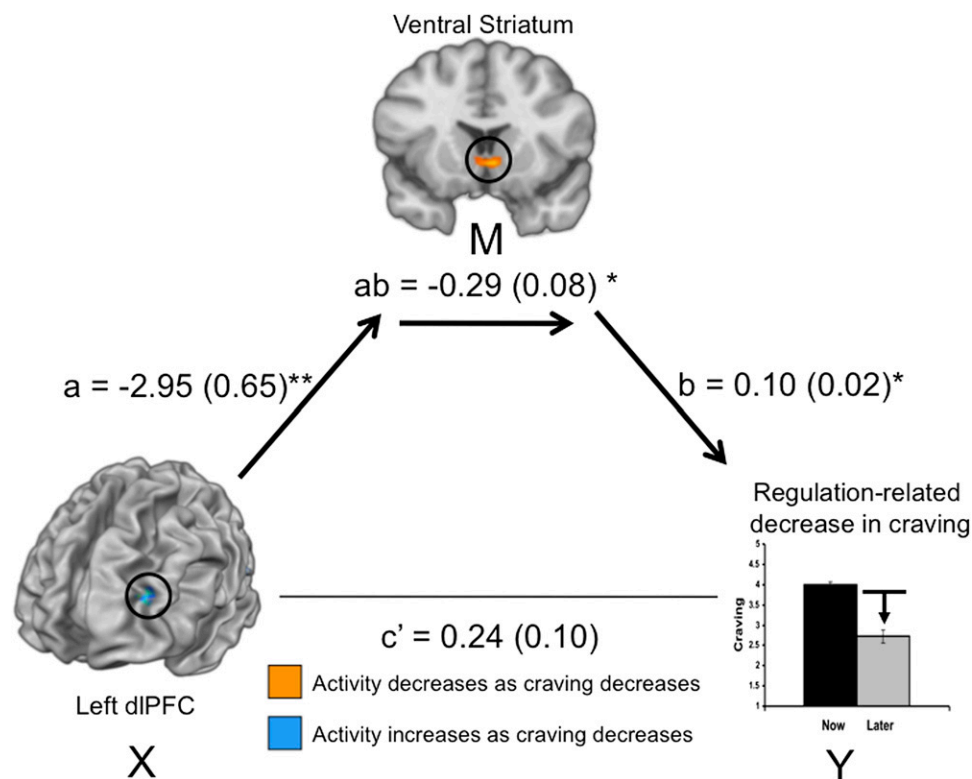 Ventral Striatum
M
ab = -0.29 (0.08) *
a = -2.95 (0.65)**
b = 0.10 (0.02)*
Regulation-related
decrease in craving
5
4.5
4
3.5
3
2.5
2
1.5
1
Craving
Now Later
c’ = 0.24 (0.10)
Activity decreases as craving decreases
Activity increases as craving decreases
Left dlPFC
X
Y